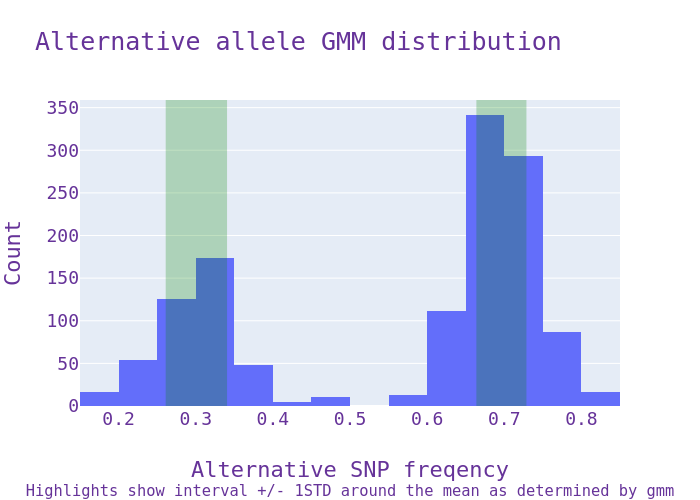 Alternative allele GMM distribution
350
300
250
200
150
100
50
0
Count
0.2 0.3 0.4 0.5 0.6 0.7 0.8
Alternative SNP freqency
Highlights show interval +/- 1STD around the mean as determined by gmm